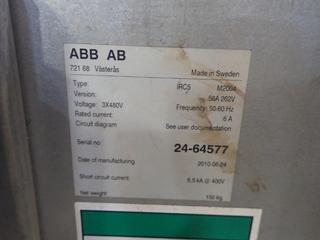 ABB AB
721 68 Västerås Made in Sweden
Type: IRC5 M2004
Version: 58A 262V
Voltage: 3X480V Frequency: 50-60 Hz
Rated current: 6 A
Circuit diagram See user documentation
Serial no: 24-64577
Date of manufacturing 2010-06-24
Short circuit current: 6,5kA @ 400V
Net weight: 150 kg